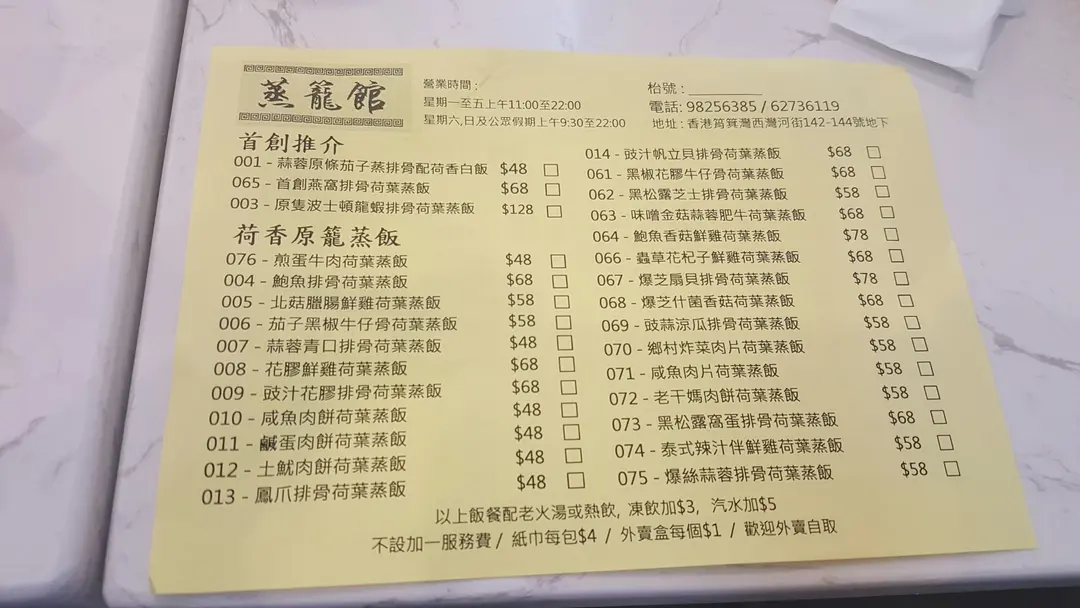 蒸籠館
營業時間:
星期一至五上午11:00至22:00
星期六,日及公眾假期上午9:30至22:00
枱號:
電話: 98256385 / 62736119
地址: 香港筲箕灣西灣河街142-144號地下
首創推介
001 - 蒜蓉原條茄子蒸排骨配荷香白飯 $48
065 - 首創燕窩排骨荷葉蒸飯 $68
003 - 原隻波士頓龍蝦排骨荷葉蒸飯 $128
荷香原籠蒸飯
076 - 煎蛋牛肉荷葉蒸飯 $48
004 - 鮑魚排骨荷葉蒸飯 $68
005 - 北菇臘腸鮮雞荷葉蒸飯 $58
006 - 茄子黑椒牛仔骨荷葉蒸飯 $58
007 - 蒜蓉青口排骨荷葉蒸飯 $48
008 - 花膠鮮雞荷葉蒸飯 $68
009 - 豉汁花膠排骨荷葉蒸飯 $68
010 - 咸魚肉餅荷葉蒸飯 $48
011 - 鹹蛋肉餅荷葉蒸飯 $48
012 - 土魷肉餅荷葉蒸飯 $48
013 - 鳳爪排骨荷葉蒸飯 $48
014 - 豉汁帆立貝排骨荷葉蒸飯 $68
061 - 黑椒花膠牛仔骨荷葉蒸飯 $68
062 - 黑松露芝士排骨荷葉蒸飯 $58
063 - 味噌金菇蒜蓉肥牛荷葉蒸飯 $68
064 - 鮑魚香菇鮮雞荷葉蒸飯 $78
066 - 蟲草花杞子鮮雞荷葉蒸飯 $68
067 - 爆芝扇貝排骨荷葉蒸飯 $78
068 - 爆芝什菌香菇荷葉蒸飯 $68
069 - 豉蒜涼瓜排骨荷葉蒸飯 $58
070 - 鄉村炸菜肉片荷葉蒸飯 $58
071 - 咸魚肉片荷葉蒸飯 $58
072 - 老干媽肉餅荷葉蒸飯 $58
073 - 黑松露窩蛋排骨荷葉蒸飯 $68
074 - 泰式辣汁伴鮮雞荷葉蒸飯 $58
075 - 爆絲蒜蓉排骨荷葉蒸飯 $58
以上飯餐配老火湯或熱飲, 凍飲加$3, 汽水加$5
不設加一服務費 / 紙巾每包$4 / 外賣盒每個$1 / 歡迎外賣自取